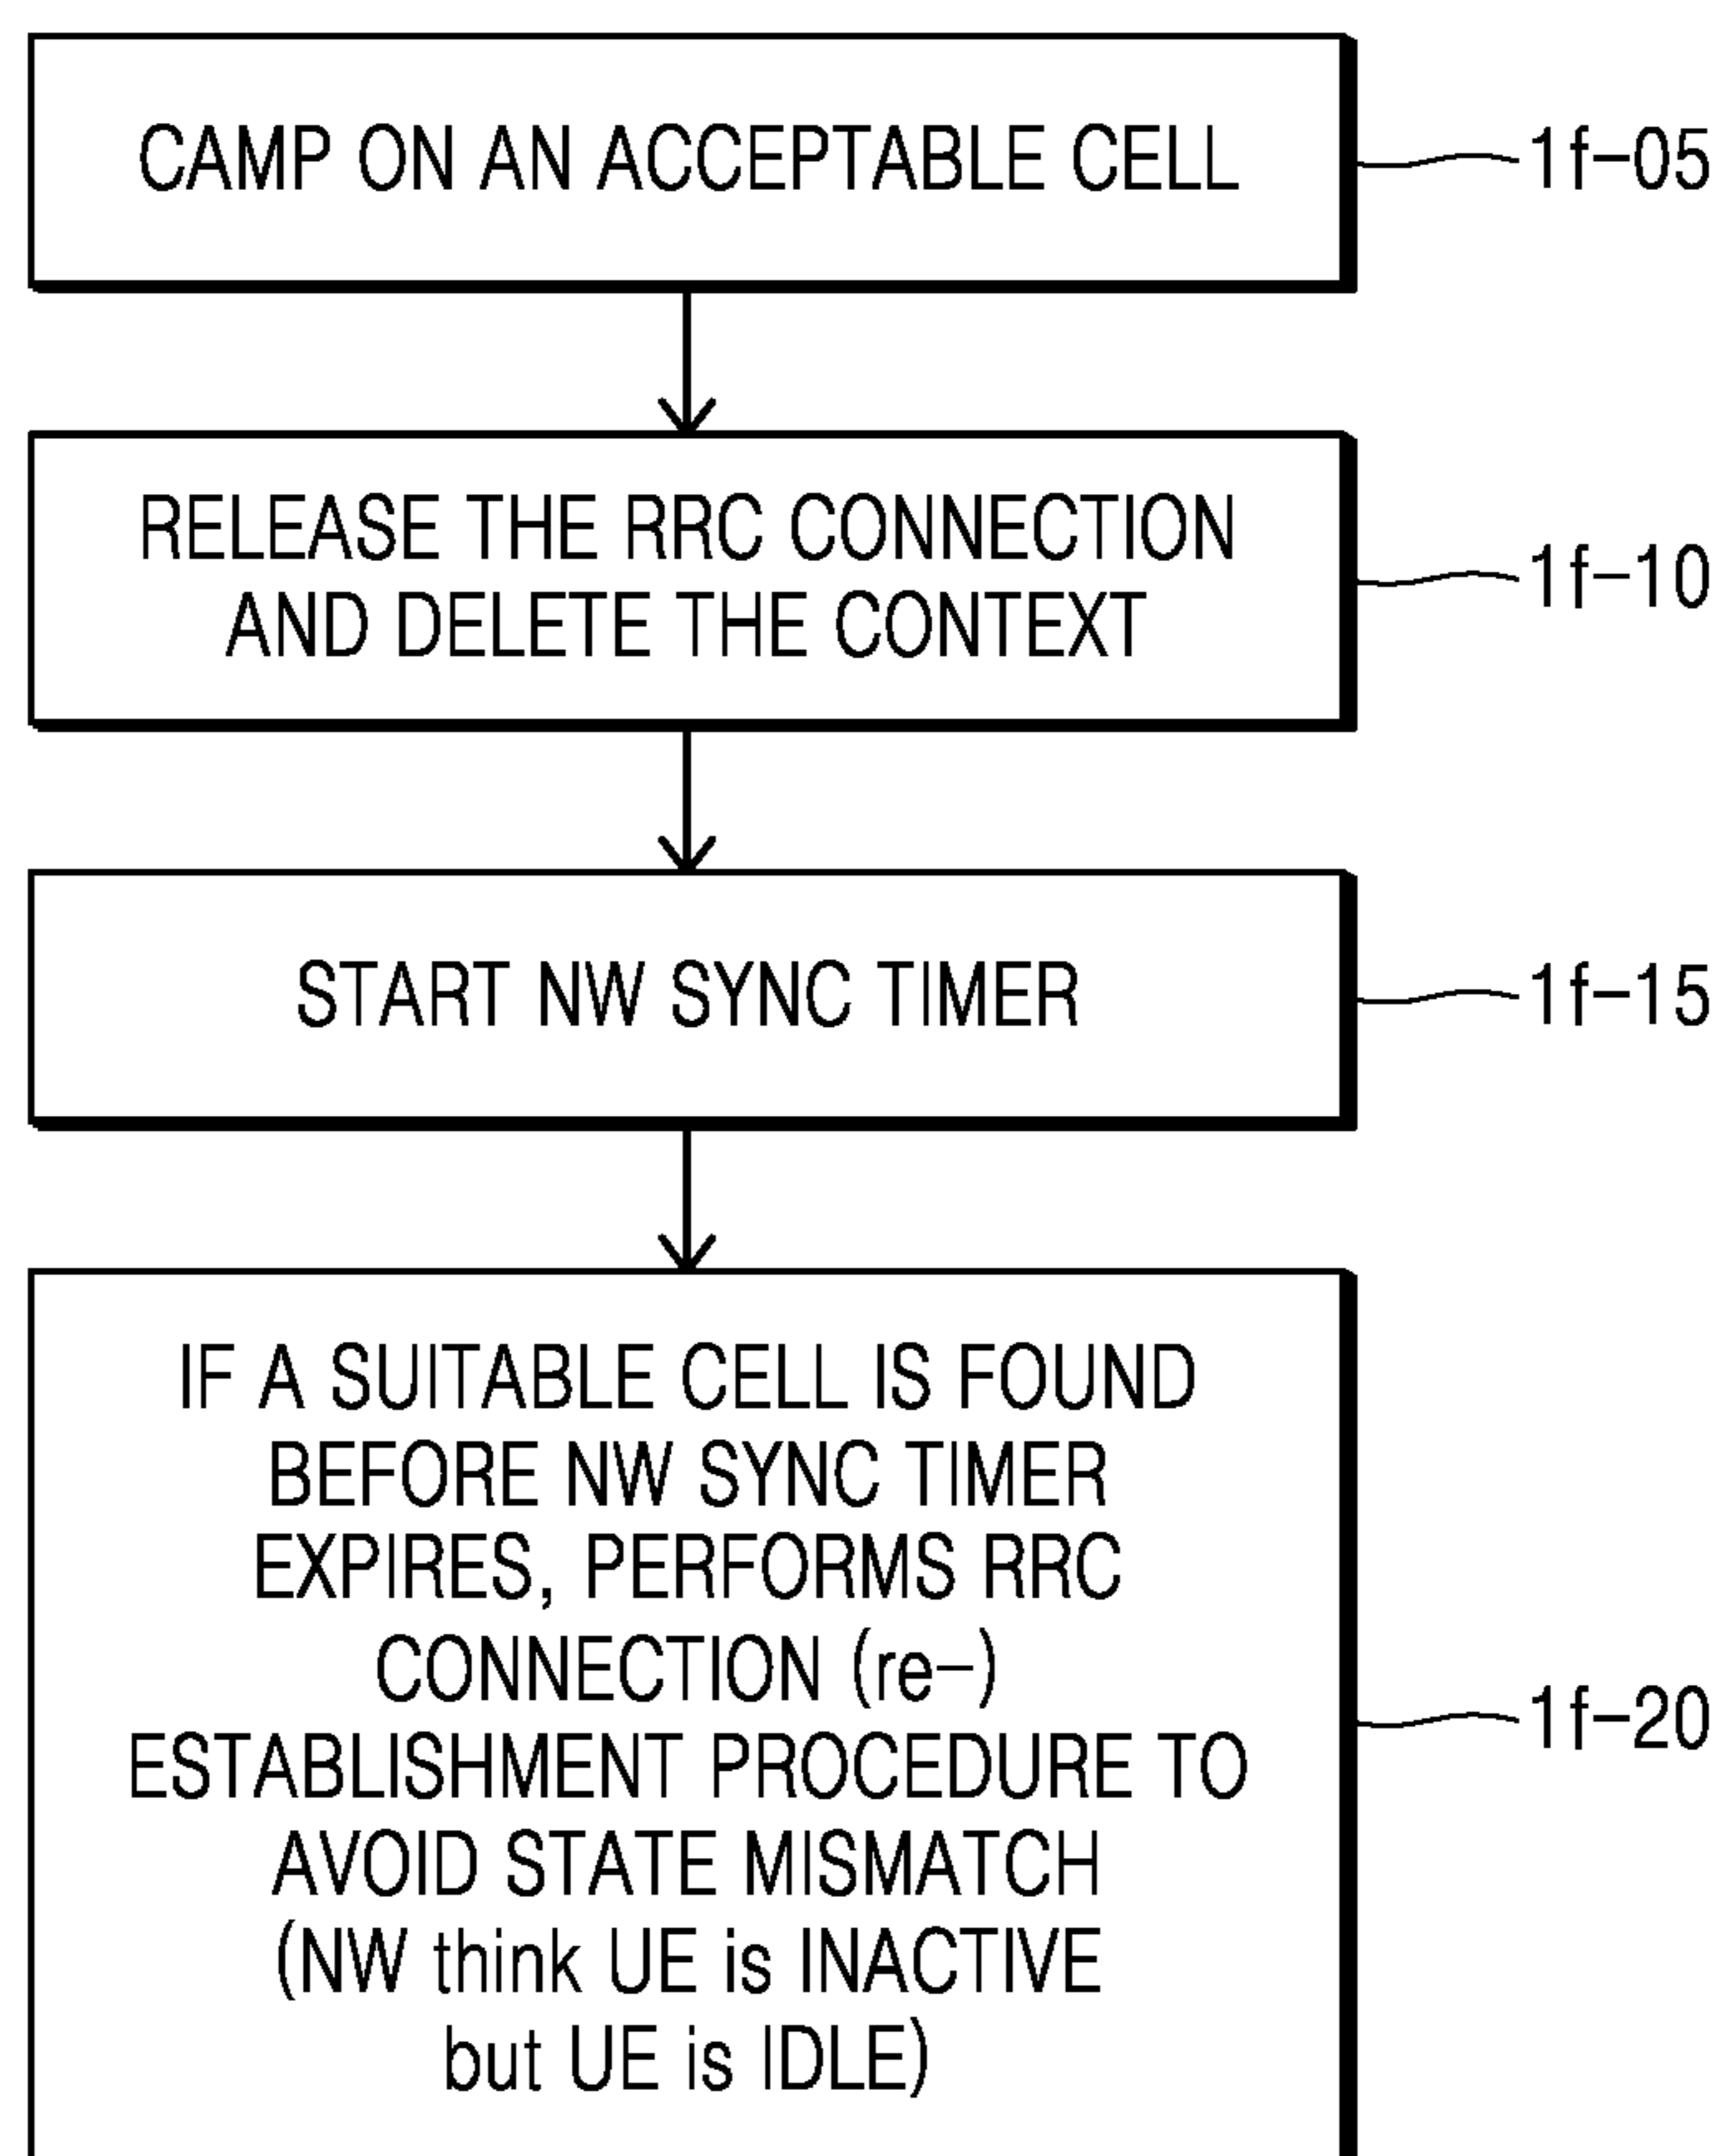 CAMP ON AN ACCEPTABLE CELL
1f-05
RELEASE THE RRC CONNECTION
AND DELETE THE CONTEXT
1f-10
START NW SYNC TIMER
1f-15
IF A SUITABLE CELL IS FOUND
BEFORE NW SYNC TIMER
EXPIRES, PERFORMS RRC
CONNECTION (re-)
ESTABLISHMENT PROCEDURE TO
AVOID STATE MISMATCH
(NW think UE is INACTIVE
but UE is IDLE)
1f-20